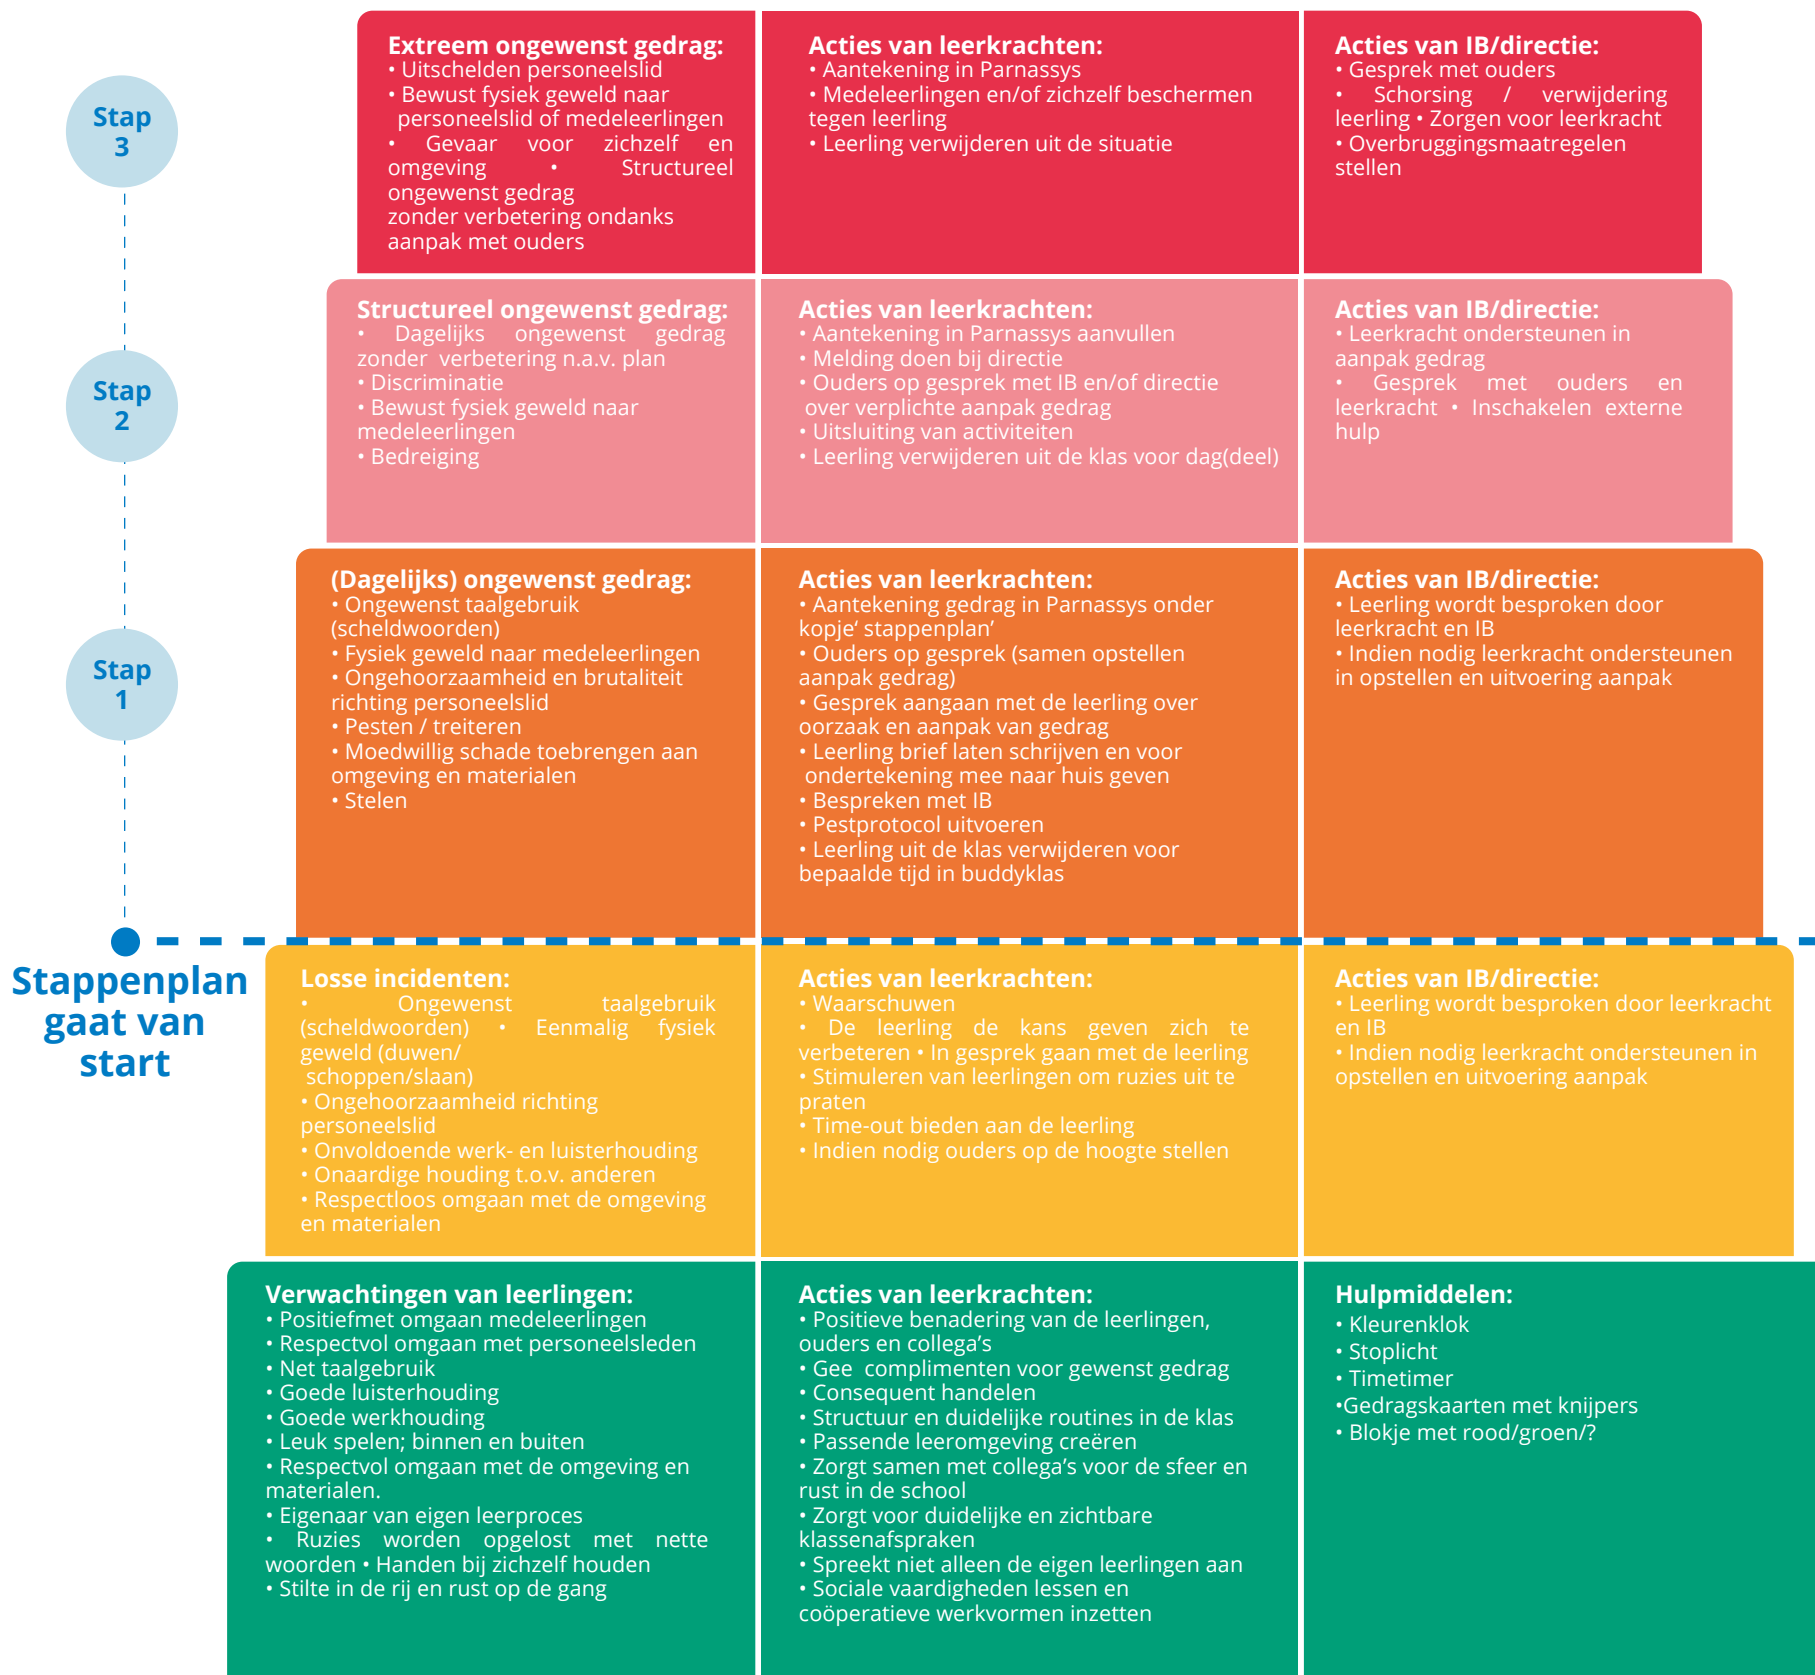 Stap
3
Extreem ongewenst gedrag:
• Uitschelden personeelslid
• Bewust fysiek geweld naar
personeelslid of medeleerlingen
• Gevaar voor zichzelf en
omgeving • Structureel
ongewenst gedrag
zonder verbetering ondanks
aanpak met ouders
Acties van leerkrachten:
• Aantekening in Parnassys
• Medeleerlingen en/of zichzelf beschermen
tegen leerling
• Leerling verwijderen uit de situatie
Acties van IB/directie:
• Gesprek met ouders
• Schorsing / verwijdering
leerling • Zorgen voor leerkracht
• Overbruggingsmaatregelen
stellen
Stap
2
Structureel ongewenst gedrag:
• Dagelijks ongewenst gedrag
zonder verbetering n.a.v. plan
• Discriminatie
• Bewust fysiek geweld naar
medeleerlingen
• Bedreiging
Acties van leerkrachten:
• Aantekening in Parnassys aanvullen
• Melding doen bij directie
• Ouders op gesprek met IB en/of directie
over verplichte aanpak gedrag
• Uitsluiting van activiteiten
• Leerling verwijderen uit de klas voor dag(deel)
Acties van IB/directie:
• Leerkracht ondersteunen in
aanpak gedrag
• Gesprek met ouders en
leerkracht • Inschakelen externe
hulp
Stap
1
(Dagelijks) ongewenst gedrag:
• Ongewenst taalgebruik
(scheldwoorden)
• Fysiek geweld naar medeleerlingen
• Ongehoorzaamheid en brutaliteit
richting personeelslid
• Pesten / treiteren
• Moedwillig schade toebrengen aan
omgeving en materialen
• Stelen
Acties van leerkrachten:
• Aantekening gedrag in Parnassys onder
kopje‘ stappenplan’
• Ouders op gesprek (samen opstellen
aanpak gedrag)
• Gesprek aangaan met de leerling over
oorzaak en aanpak van gedrag
• Leerling brief laten schrijven en voor
ondertekening mee naar huis geven
• Bespreken met IB
• Pestprotocol uitvoeren
• Leerling uit de klas verwijderen voor
bepaalde tijd in buddyklas
Acties van IB/directie:
• Leerling wordt besproken door
leerkracht en IB
• Indien nodig leerkracht ondersteunen
in opstellen en uitvoering aanpak
Stappenplan
gaat van
start
Losse incidenten:
• Ongewenst taalgebruik
(scheldwoorden) • Eenmalig fysiek
geweld (duwen/
schoppen/slaan)
• Ongehoorzaamheid richting
personeelslid
• Onvoldoende werk- en luisterhouding
• Onaardige houding t.o.v. anderen
• Respectloos omgaan met de omgeving
en materialen
Acties van leerkrachten:
• Waarschuwen
• De leerling de kans geven zich te
verbeteren • In gesprek gaan met de leerling
• Stimuleren van leerlingen om ruzies uit te
praten
• Time-out bieden aan de leerling
• Indien nodig ouders op de hoogte stellen
Acties van IB/directie:
• Leerling wordt besproken door leerkracht
en IB
• Indien nodig leerkracht ondersteunen in
opstellen en uitvoering aanpak
Verwachtingen van leerlingen:
• Positiefmet omgaan medeleerlingen
• Respectvol omgaan met personeelsleden
• Net taalgebruik
• Goede luisterhouding
• Goede werkhouding
• Leuk spelen; binnen en buiten
• Respectvol omgaan met de omgeving en
materialen.
• Eigenaar van eigen leerproces
• Ruzies worden opgelost met nette
woorden • Handen bij zichzelf houden
• Stilte in de rij en rust op de gang
Acties van leerkrachten:
• Positieve benadering van de leerlingen,
ouders en collega’s
• Gee complimenten voor gewenst gedrag
• Consequent handelen
• Structuur en duidelijke routines in de klas
• Passende leeromgeving creëren
• Zorgt samen met collega’s voor de sfeer en
rust in de school
• Zorgt voor duidelijke en zichtbare
klassenafspraken
• Spreekt niet alleen de eigen leerlingen aan
• Sociale vaardigheden lessen en
coöperatieve werkvormen inzetten
Hulpmiddelen:
• Kleurenklok
• Stoplicht
• Timetimer
•Gedragskaarten met knijpers
• Blokje met rood/groen/?